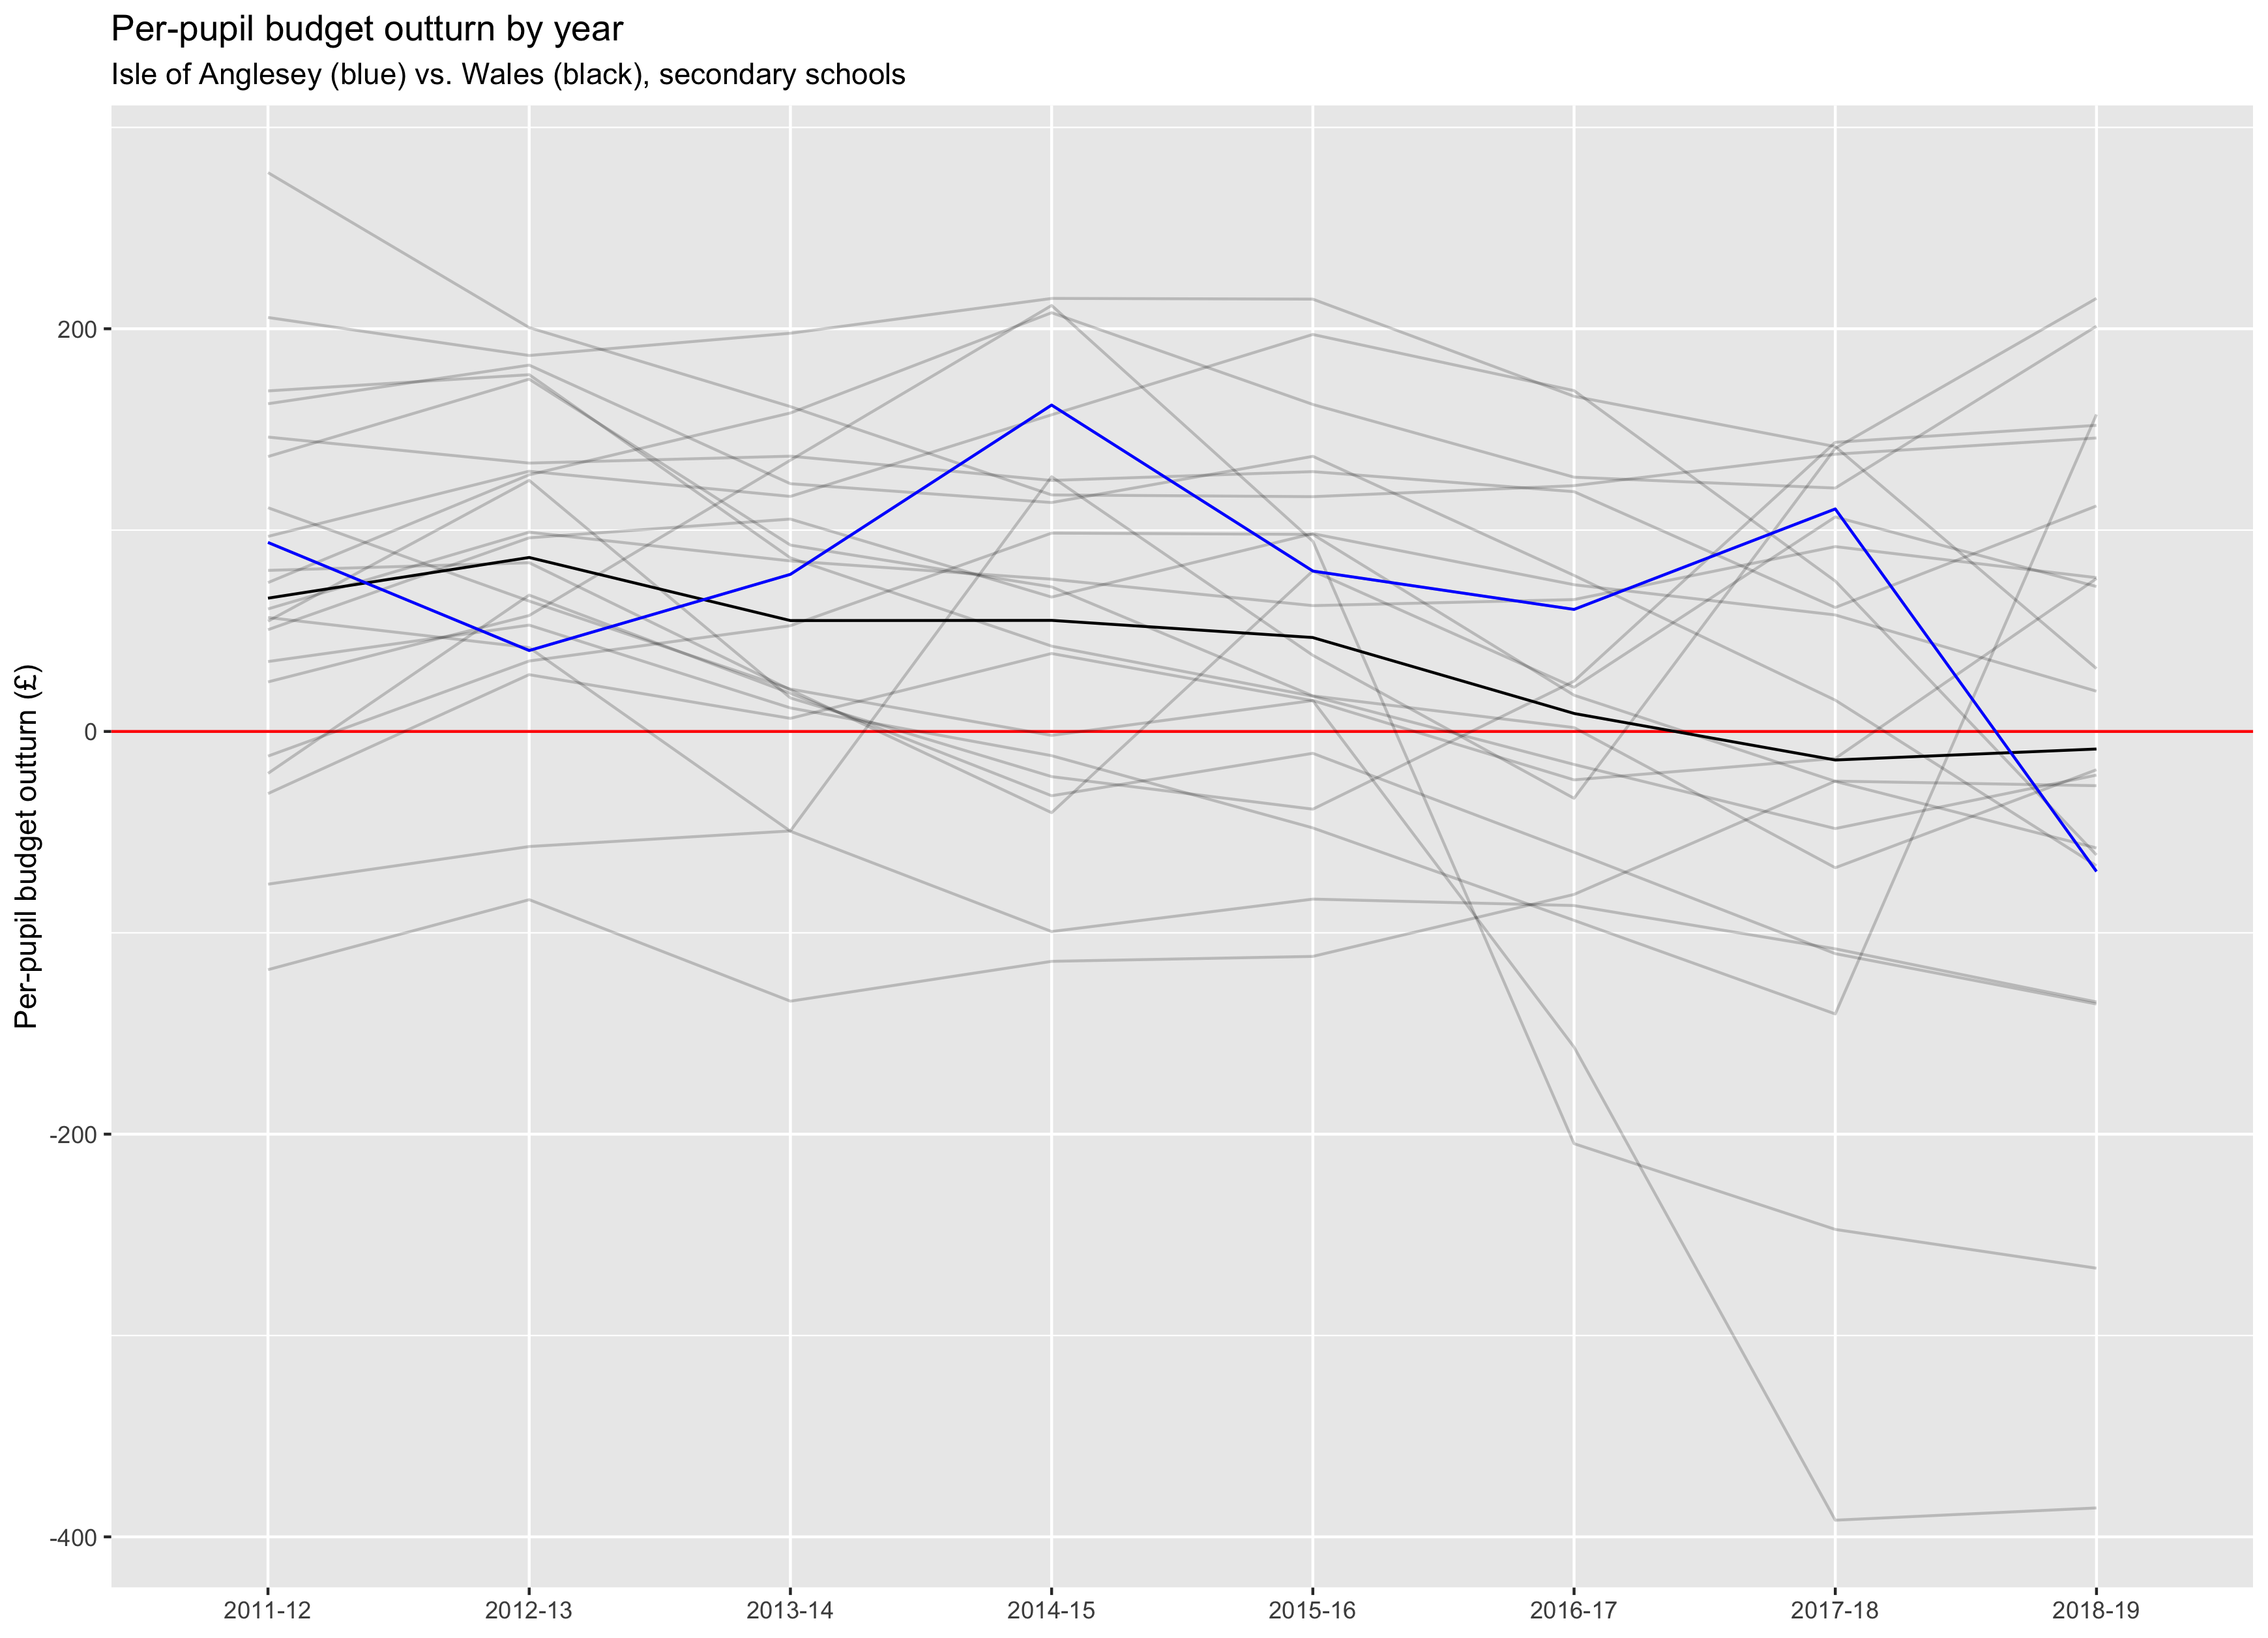 Per-pupil budget outturn by year
Isle of Anglesey (blue) vs. Wales (black), secondary schools
Per-pupil budget outturn (£)
200
0
-200
-400
2011-12 2012-13 2013-14 2014-15 2015-16 2016-17 2017-18 2018-19